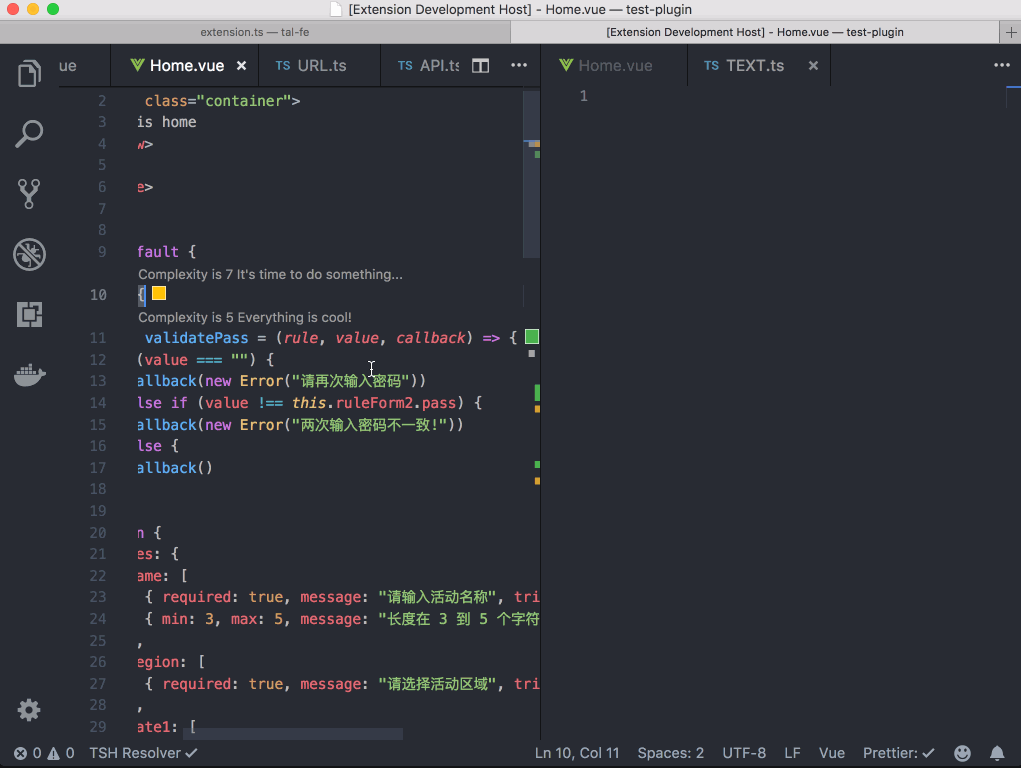 [Extension Development Host] - Home.vue — test-plugin
extension.ts — tal-fe
[Extension Development Host] - Home.vue — test-plugin
ue
Home.vue ×
TS URL.ts
TS API.ts
•••
Home.vue
TS TEXT.ts ×
•••
2 class="container">
3 is home
4 >
5
6 e>
7
8
9 fault {
Complexity is 7 It's time to do something...
10 {
Complexity is 5 Everything is cool!
11 validatePass = (rule, value, callback) => {
12 (value === "") {
13 allback(new Error("请再次输入密码"))
14 lse if (value !== this.ruleForm2.pass) {
15 allback(new Error("两次输入密码不一致!"))
16 lse {
17 allback()
18
19
20 n {
21 es: {
22 ame: [
23 { required: true, message: "请输入活动名称", tri
24 { min: 3, max: 5, message: "长度在 3 到 5 个字符
25 ,
26 egion: [
27 { required: true, message: "请选择活动区域", tri
28 ,
29 ate1: [
1
0 0 TSH Resolver ✓
Ln 10, Col 11 Spaces: 2 UTF-8 LF Vue Prettier: ✓